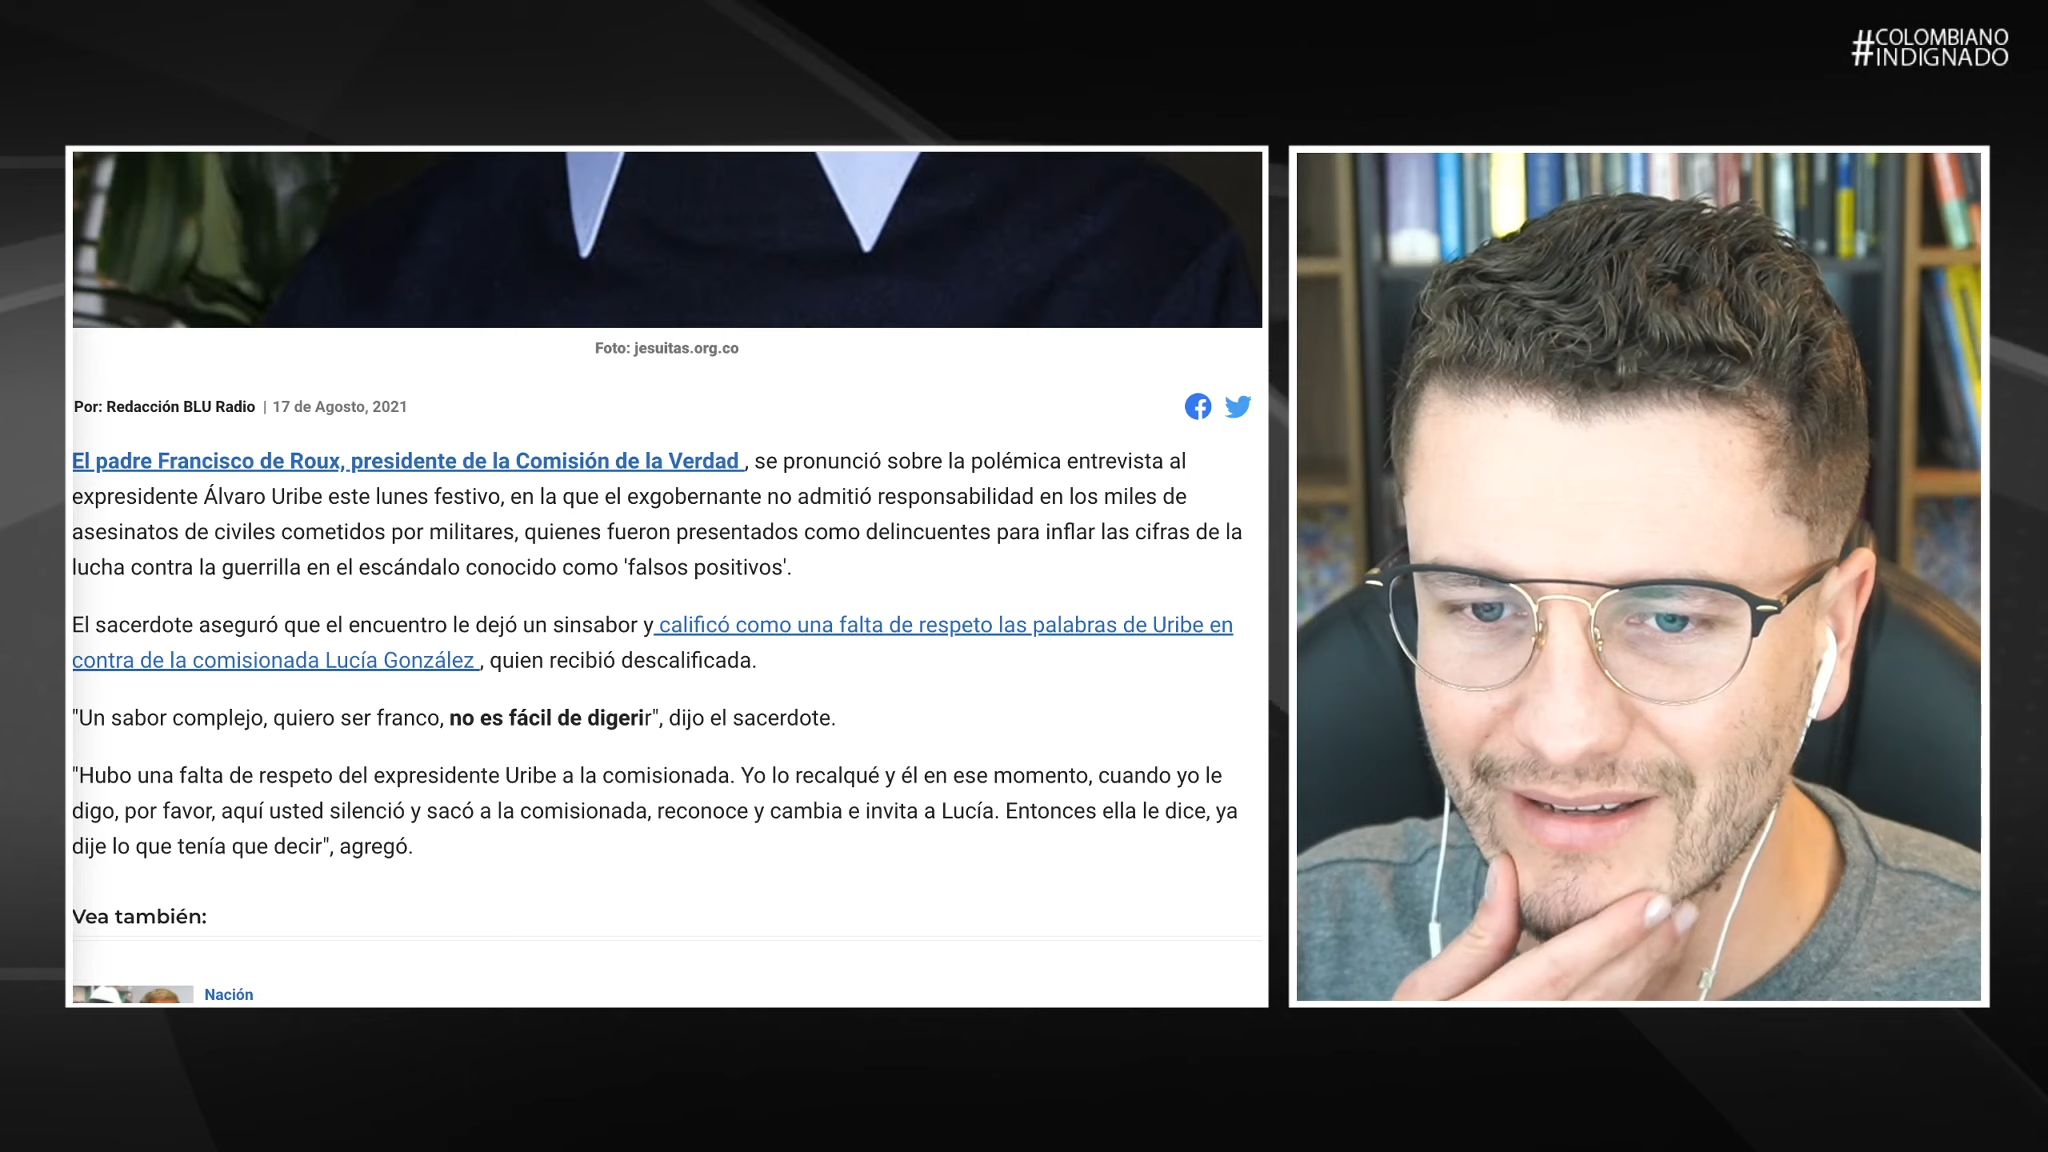 #COLOMBIANO
INDIGNADO
Foto: jesuitas.org.co
Por: Redacción BLU Radio | 17 de Agosto, 2021
El padre Francisco de Roux, presidente de la Comisión de la Verdad , se pronunció sobre la polémica entrevista al
expresidente Álvaro Uribe este lunes festivo, en la que el exgobernante no admitió responsabilidad en los miles de
asesinatos de civiles cometidos por militares, quienes fueron presentados como delincuentes para inflar las cifras de la
lucha contra la guerrilla en el escándalo conocido como 'falsos positivos'.
El sacerdote aseguró que el encuentro le dejó un sinsabor y calificó como una falta de respeto las palabras de Uribe en
contra de la comisionada Lucía González , quien recibió descalificada.
"Un sabor complejo, quiero ser franco, no es fácil de digerir", dijo el sacerdote.
"Hubo una falta de respeto del expresidente Uribe a la comisionada. Yo lo recalqué y él en ese momento, cuando yo le
digo, por favor, aquí usted silenció y sacó a la comisionada, reconoce y cambia e invita a Lucía. Entonces ella le dice, ya
dije lo que tenía que decir", agregó.
Vea también:
Nación